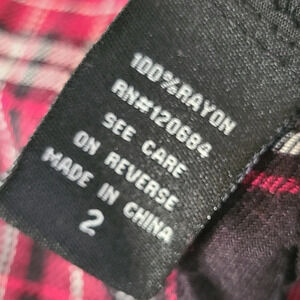 100%RAYON
RN#120684
SEE CARE
ON REVERSE
MADE IN CHINA
2